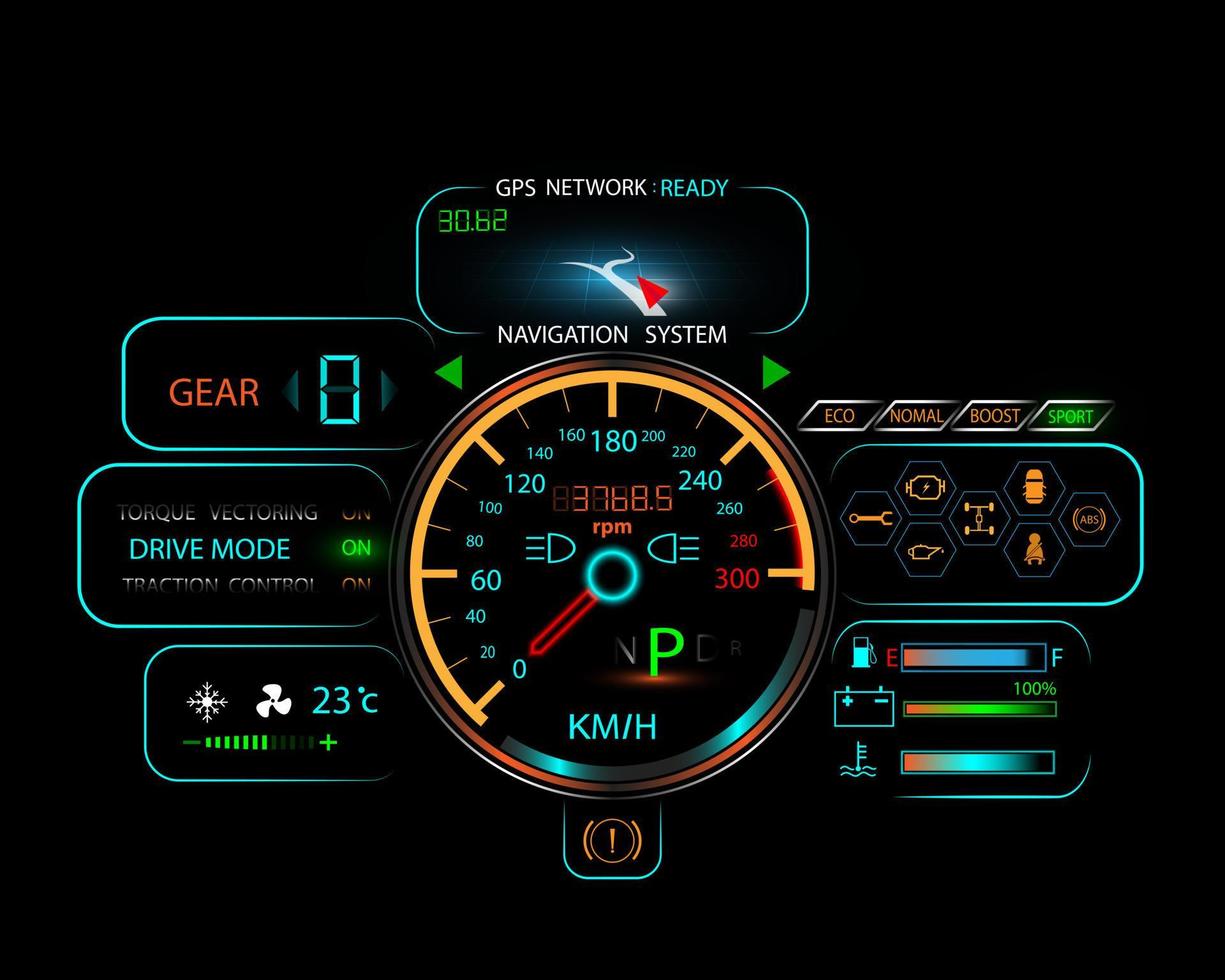 GPS NETWORK : READY
30.62
NAVIGATION SYSTEM
GEAR 0
ECO NOMAL BOOST SPORT
TORQUE VECTORING ON
DRIVE MODE ON
TRACTION CONTROL ON
0 20 40 60 80 100 120 140 160 180 200 220 240 260 280 300
3768.5
rpm
ABS
N P D R
KM/H
E F
100%
23°c
- +
!